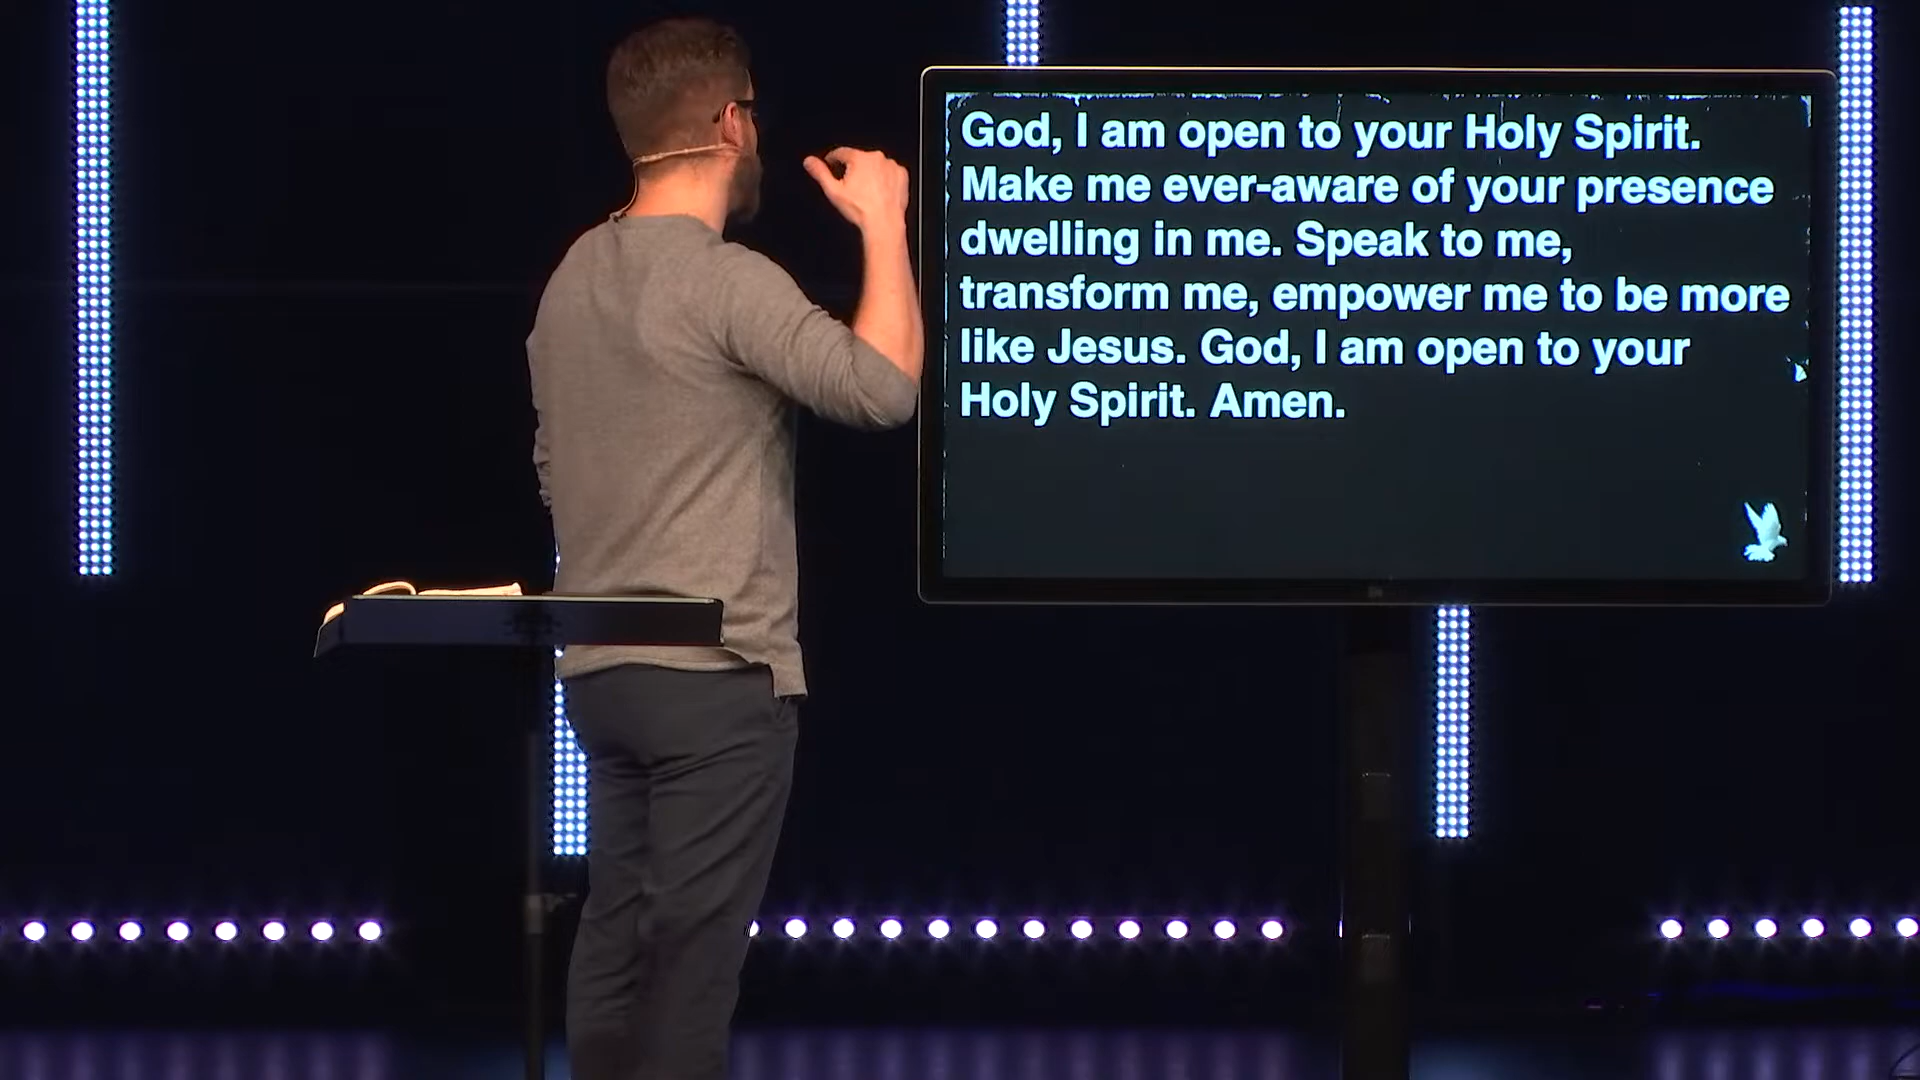 God, I am open to your Holy Spirit.
Make me ever-aware of your presence
dwelling in me. Speak to me,
transform me, empower me to be more
like Jesus. God, I am open to your
Holy Spirit. Amen.